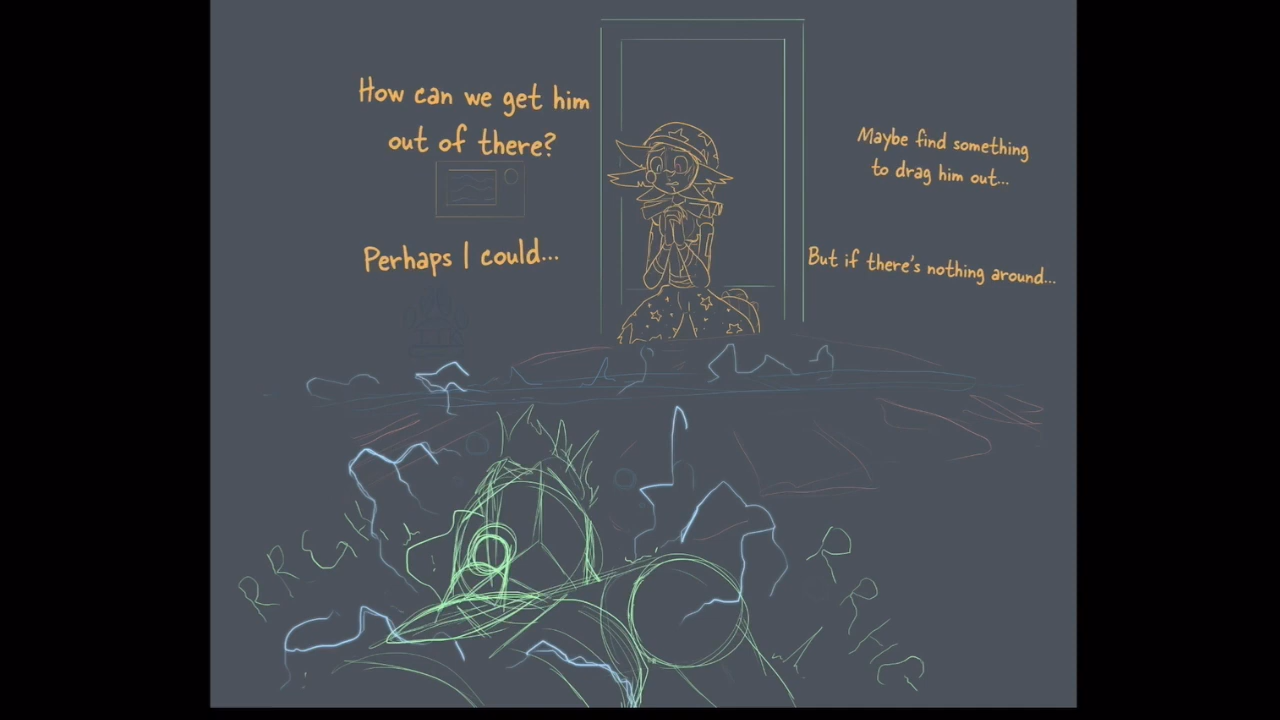 How can we get him
out of there?
Maybe find something
to drag him out...
Perhaps I could...
But if there's nothing around...